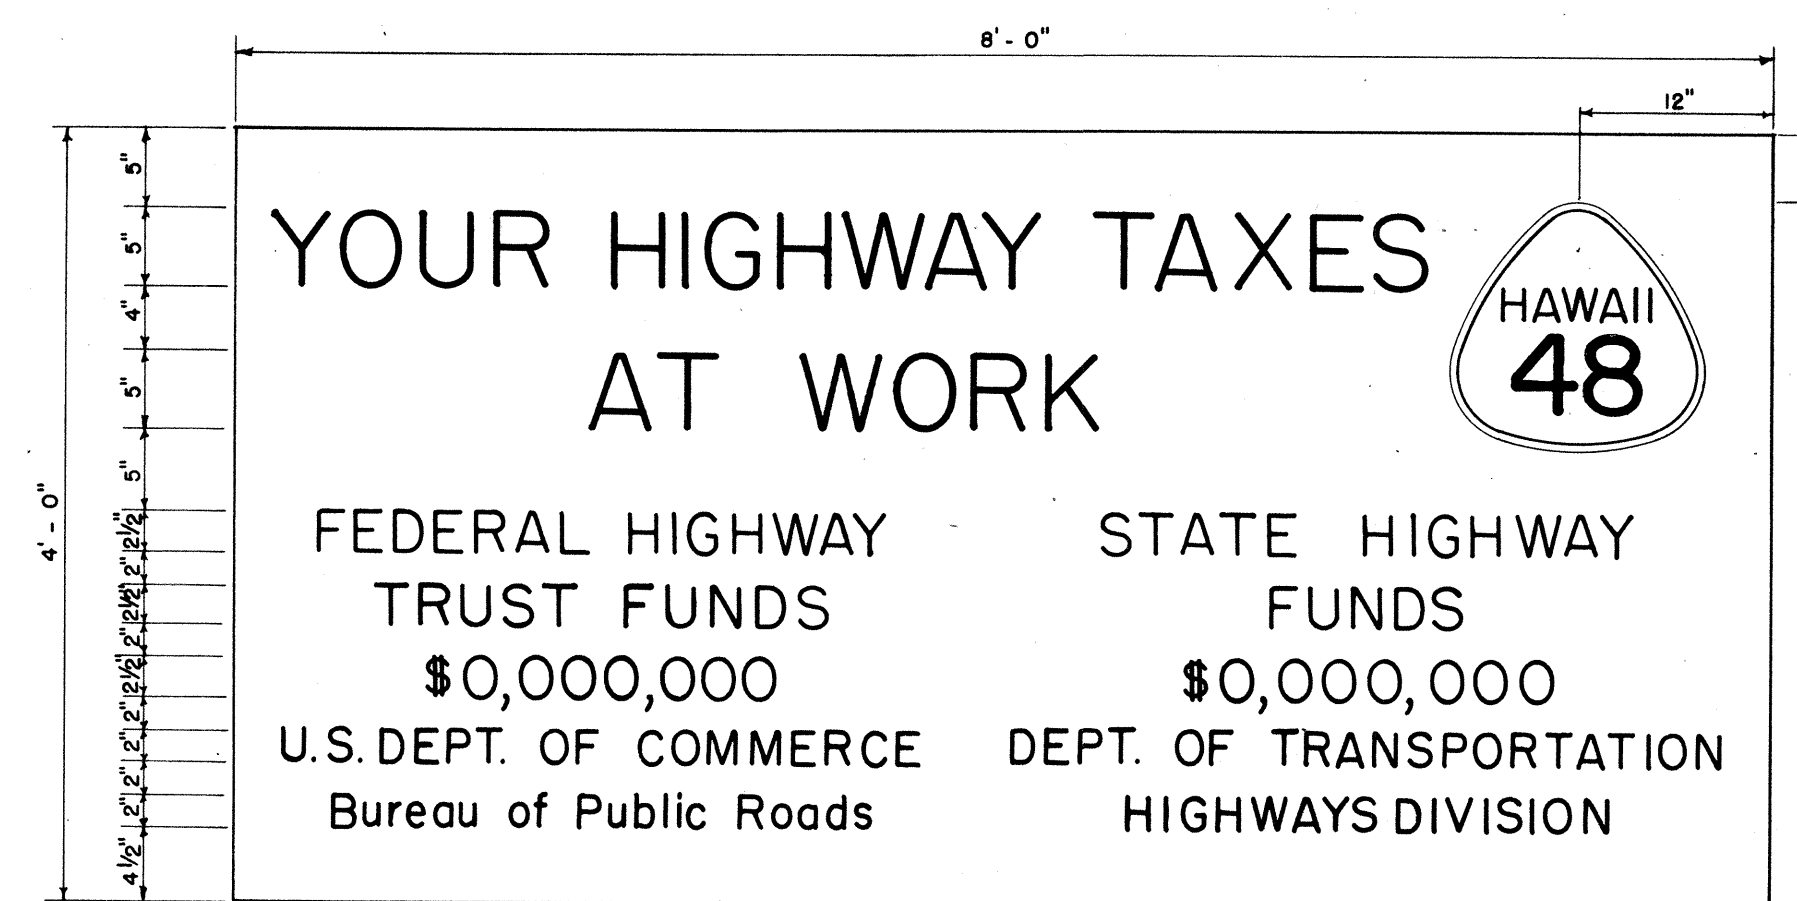 8' - 0"
12"
4' - 0"
5"
5"
4"
5"
5"
2½"
2"
2½"
2"
2½"
2"
2"
2"
2"
4½"
YOUR HIGHWAY TAXES
AT WORK
HAWAII
48
FEDERAL HIGHWAY
TRUST FUNDS
$0,000,000
U.S. DEPT. OF COMMERCE
Bureau of Public Roads
STATE HIGHWAY
FUNDS
$0,000,000
DEPT. OF TRANSPORTATION
HIGHWAYS DIVISION